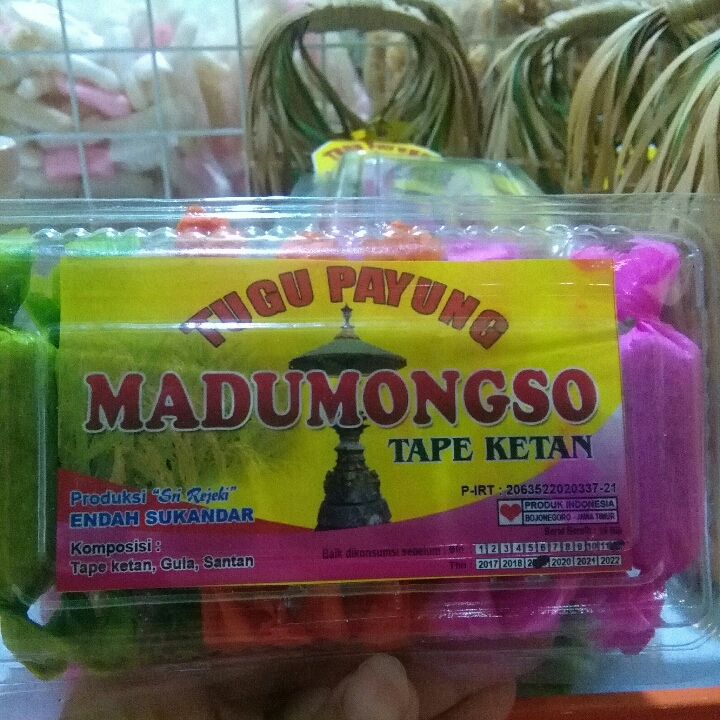 TUGU PAYUNG
MADUMONGSO
TAPE KETAN
Produksi "Sri Rejeki"
ENDAH SUKANDAR
Komposisi :
Tape ketan, Gula, Santan
P-IRT : 2063522020337-21
PRODUK INDONESIA
BOJONEGORO - JAWA TIMUR
Baik dikonsumsi sebelum : Bln 1 2 3 4 5 6 7 8 9 10
Thn : 2017 2018 2020 2021 2022